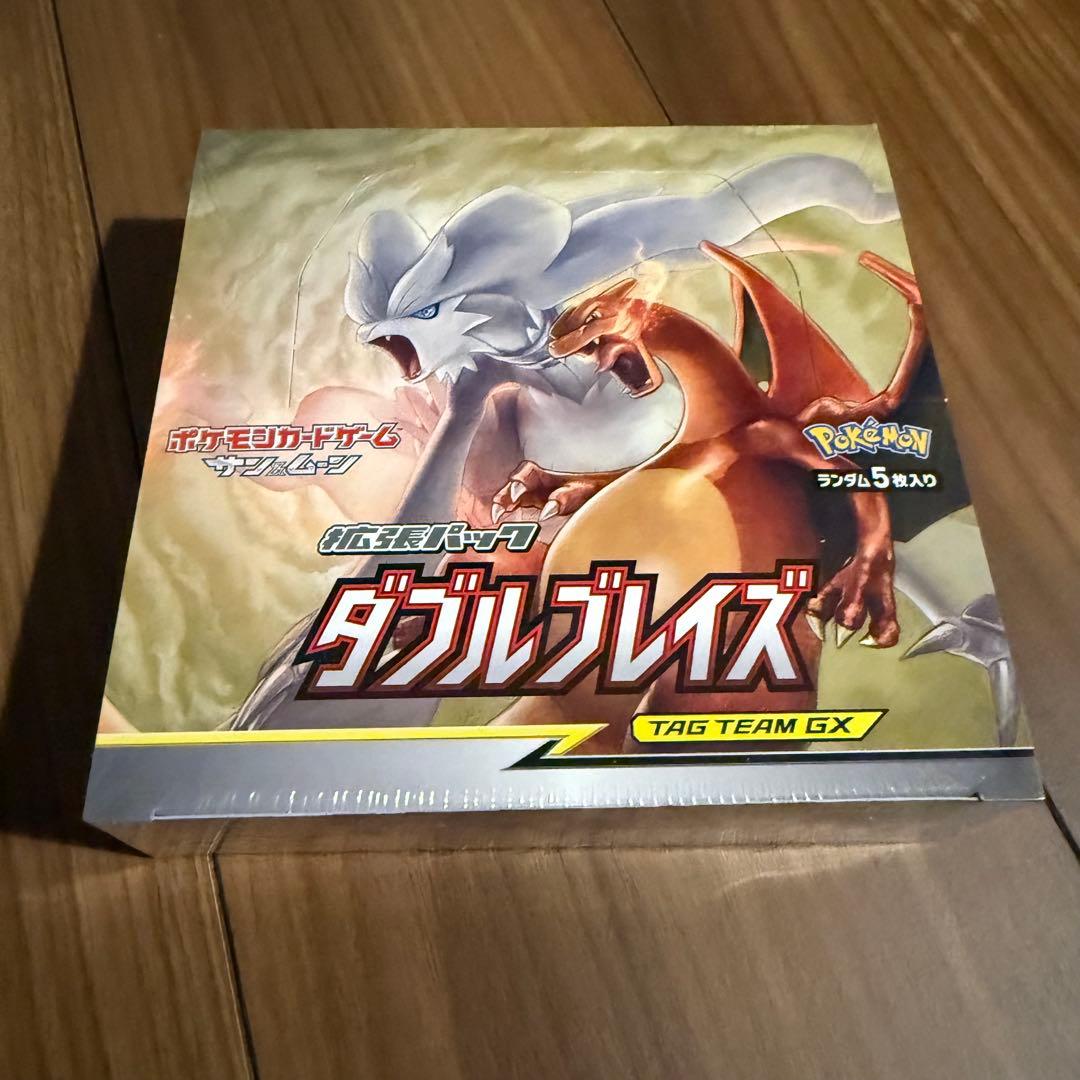 ポケモンカードゲーム
サン&ムーン
POKéMON
ランダム5枚入り
拡張パック
ダブルブレイズ
TAG TEAM GX